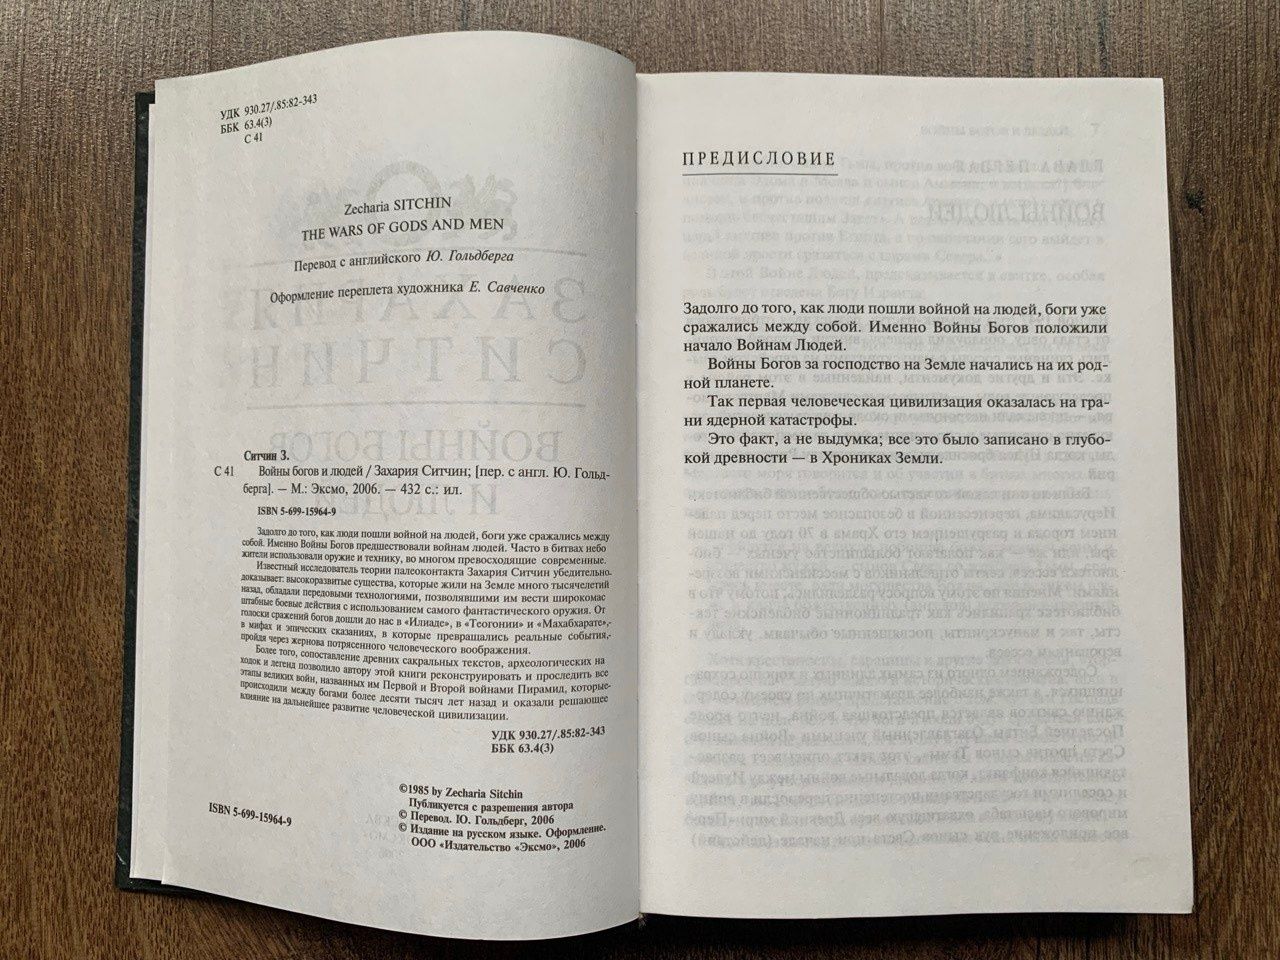 УДК 930.27/.85:82-343
ББК 63.4(3)
С 41
Zecharia SITCHIN
THE WARS OF GODS AND MEN
Перевод с английского Ю. Гольдберга
Оформление переплета художника Е. Савченко
Ситчин З.
С 41 Войны богов и людей / Захария Ситчин; [пер. с англ. Ю. Гольд-
берга]. — М.: Эксмо, 2006. — 432 с.: ил.
ISBN 5-699-15964-9
Задолго до того, как люди пошли войной на людей, боги уже сражались между
собой. Именно Войны Богов предшествовали войнам людей. Часто в битвах небо
жители использовали оружие и технику, во многом превосходящие современные.
Известный исследователь теории палеоконтакта Захария Ситчин убедительно-
доказывает: высокоразвитые существа, которые жили на Земле много тысячелетий
назад, обладали передовыми технологиями, позволявшими им вести широкомас
штабные боевые действия с использованием самого фантастического оружия. От
голоски сражений богов дошли до нас в «Илиаде», в «Теогонии» и «Махабхарате»,-
в мифах и эпических сказаниях, в которые превращались реальные события,-
пройдя через жернова потрясенного человеческого воображения.
Более того, сопоставление древних сакральных текстов, археологических на
ходок и легенд позволило автору этой книги реконструировать и проследить все
этапы великих войн, названных им Первой и Второй войнами Пирамид, которые-
происходили между богами более десяти тысяч лет назад и оказали решающее
влияние на дальнейшее развитие человеческой цивилизации.
УДК 930.27/.85:82-343
ББК 63.4(3)
©1985 by Zecharia Sitchin
Публикуется с разрешения автора
© Перевод. Ю. Гольдберг, 2006
© Издание на русском языке. Оформление.
ООО «Издательство «Эксмо», 2006
ISBN 5-699-15964-9
ПРЕДИСЛОВИЕ
Задолго до того, как люди пошли войной на людей, боги уже
сражались между собой. Именно Войны Богов положили
начало Войнам Людей.
Войны Богов за господство на Земле начались на их род-
ной планете.
Так первая человеческая цивилизация оказалась на гра-
ни ядерной катастрофы.
Это факт, а не выдумка; все это было записано в глубо-
кой древности — в Хрониках Земли.